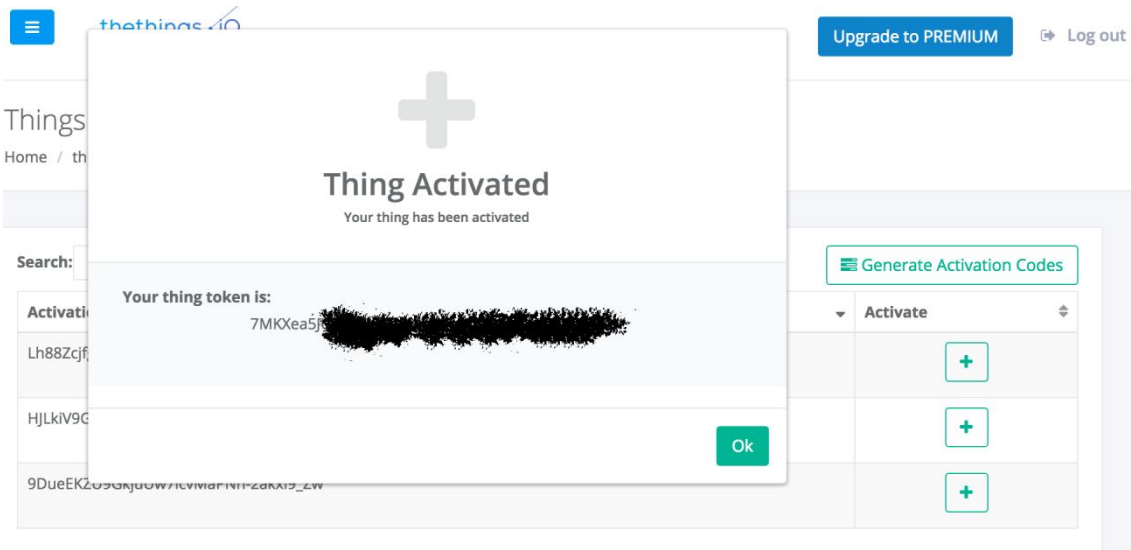 thethings.iO
Upgrade to PREMIUM
Log out
Things
Home / th
Thing Activated
Your thing has been activated
Search:
Generate Activation Codes
Your thing token is:
7MKXea5j
Activati
Activate
Lh88Zcjf
HJLkiV9G
Ok